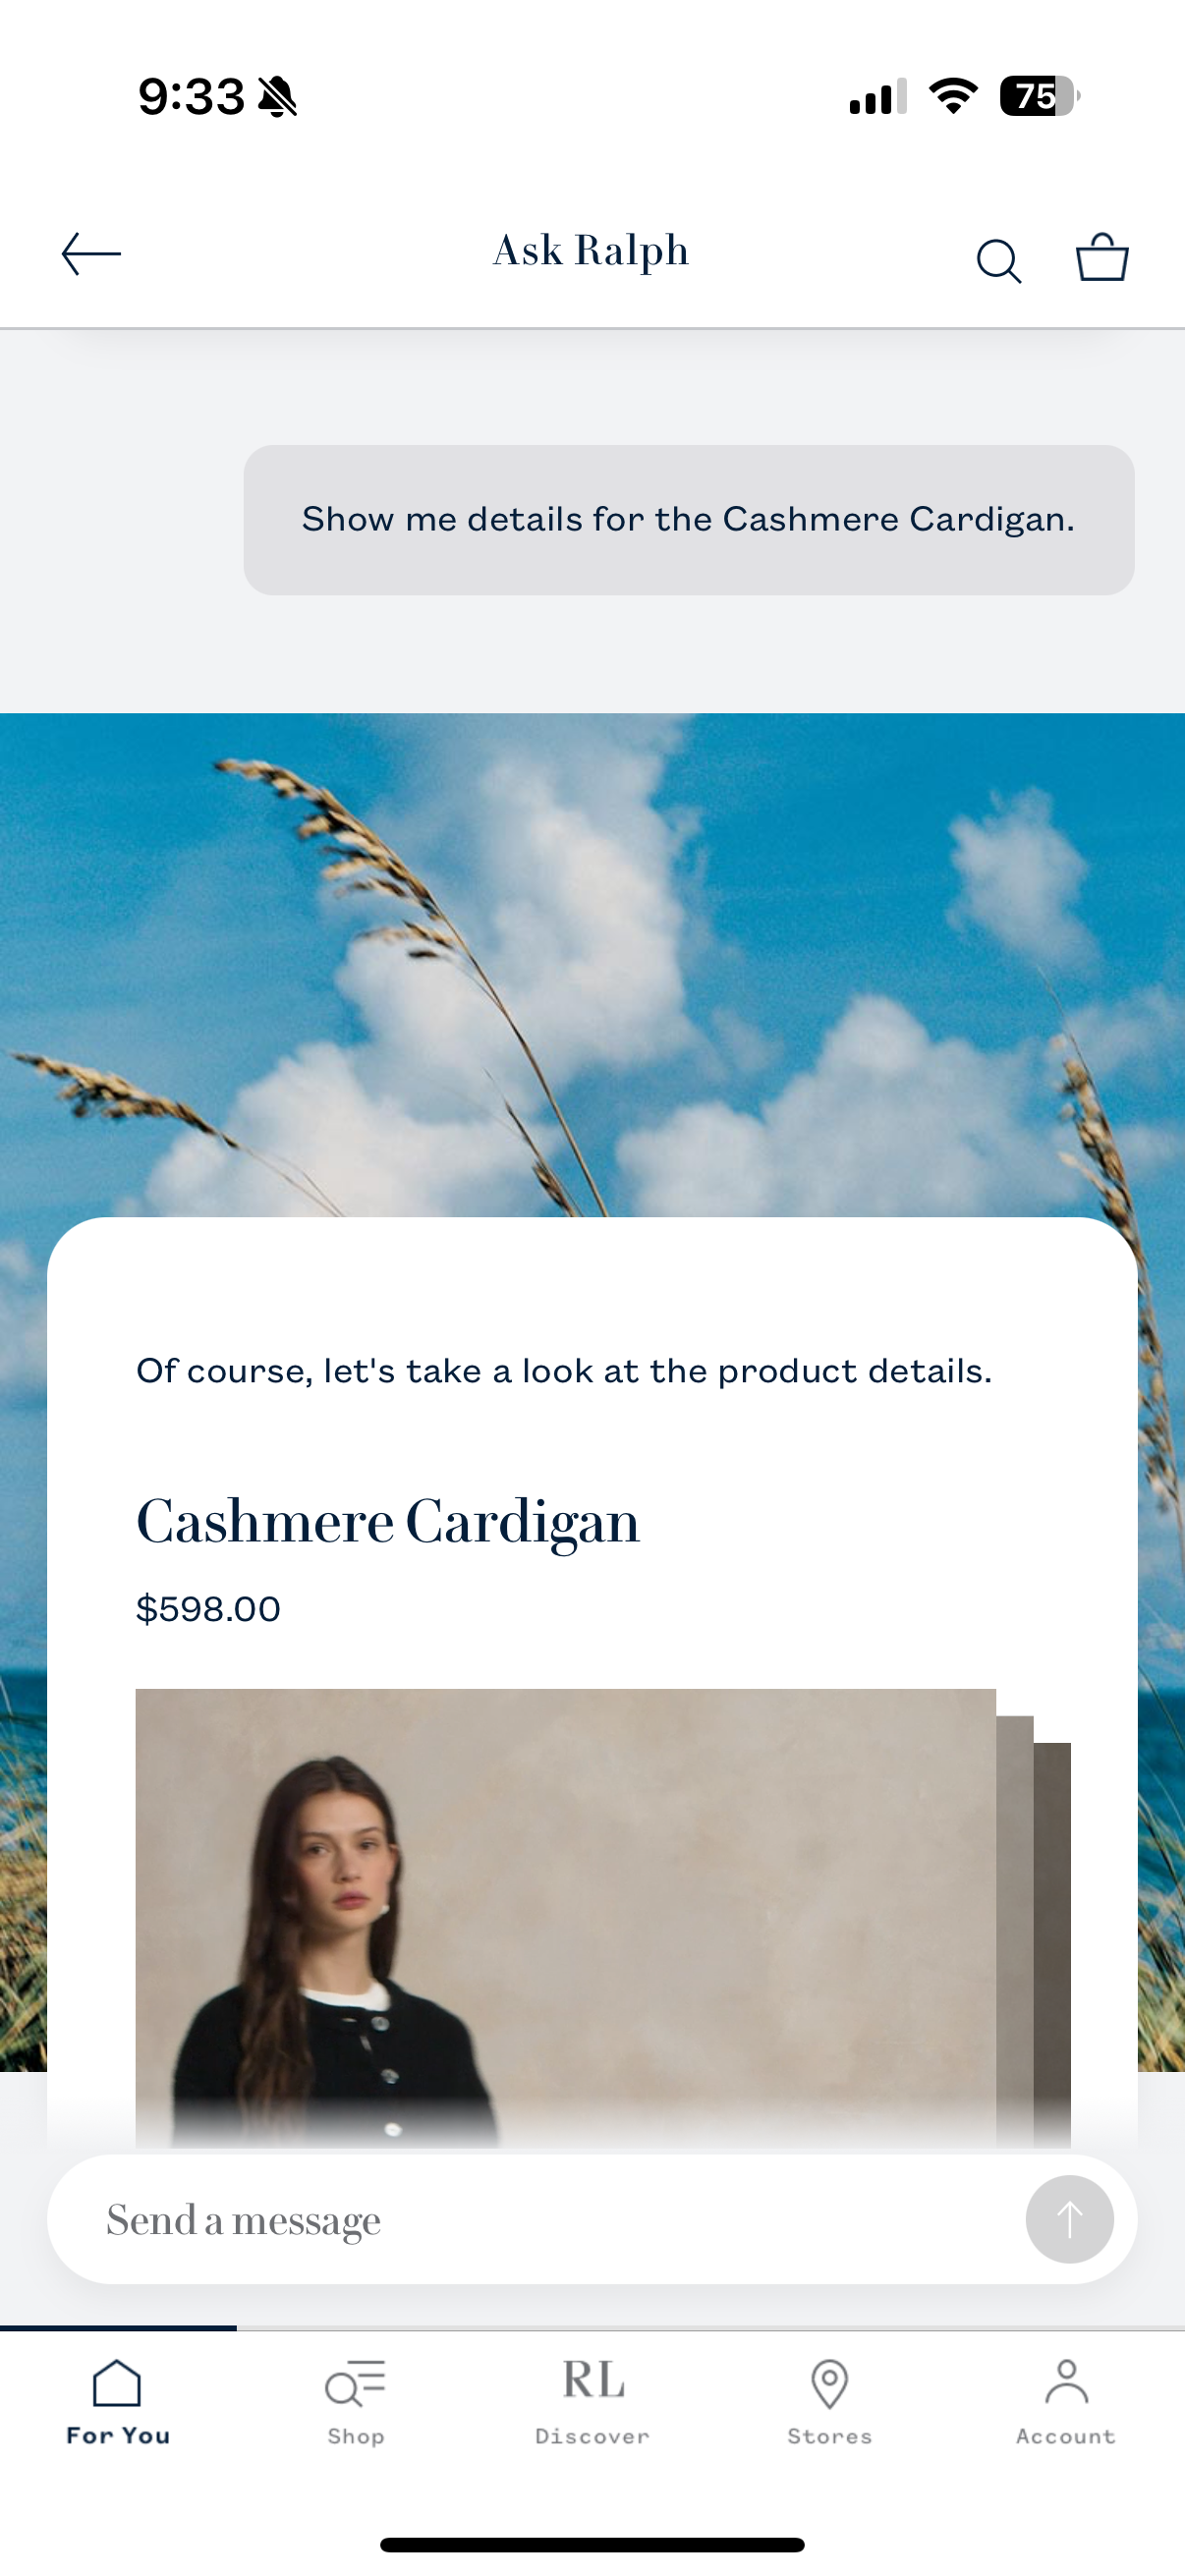 9:33
75
Ask Ralph
Show me details for the Cashmere Cardigan.
Of course, let's take a look at the product details.
Cashmere Cardigan
$598.00
Send a message
For You
Shop
RL
Discover
Stores
Account